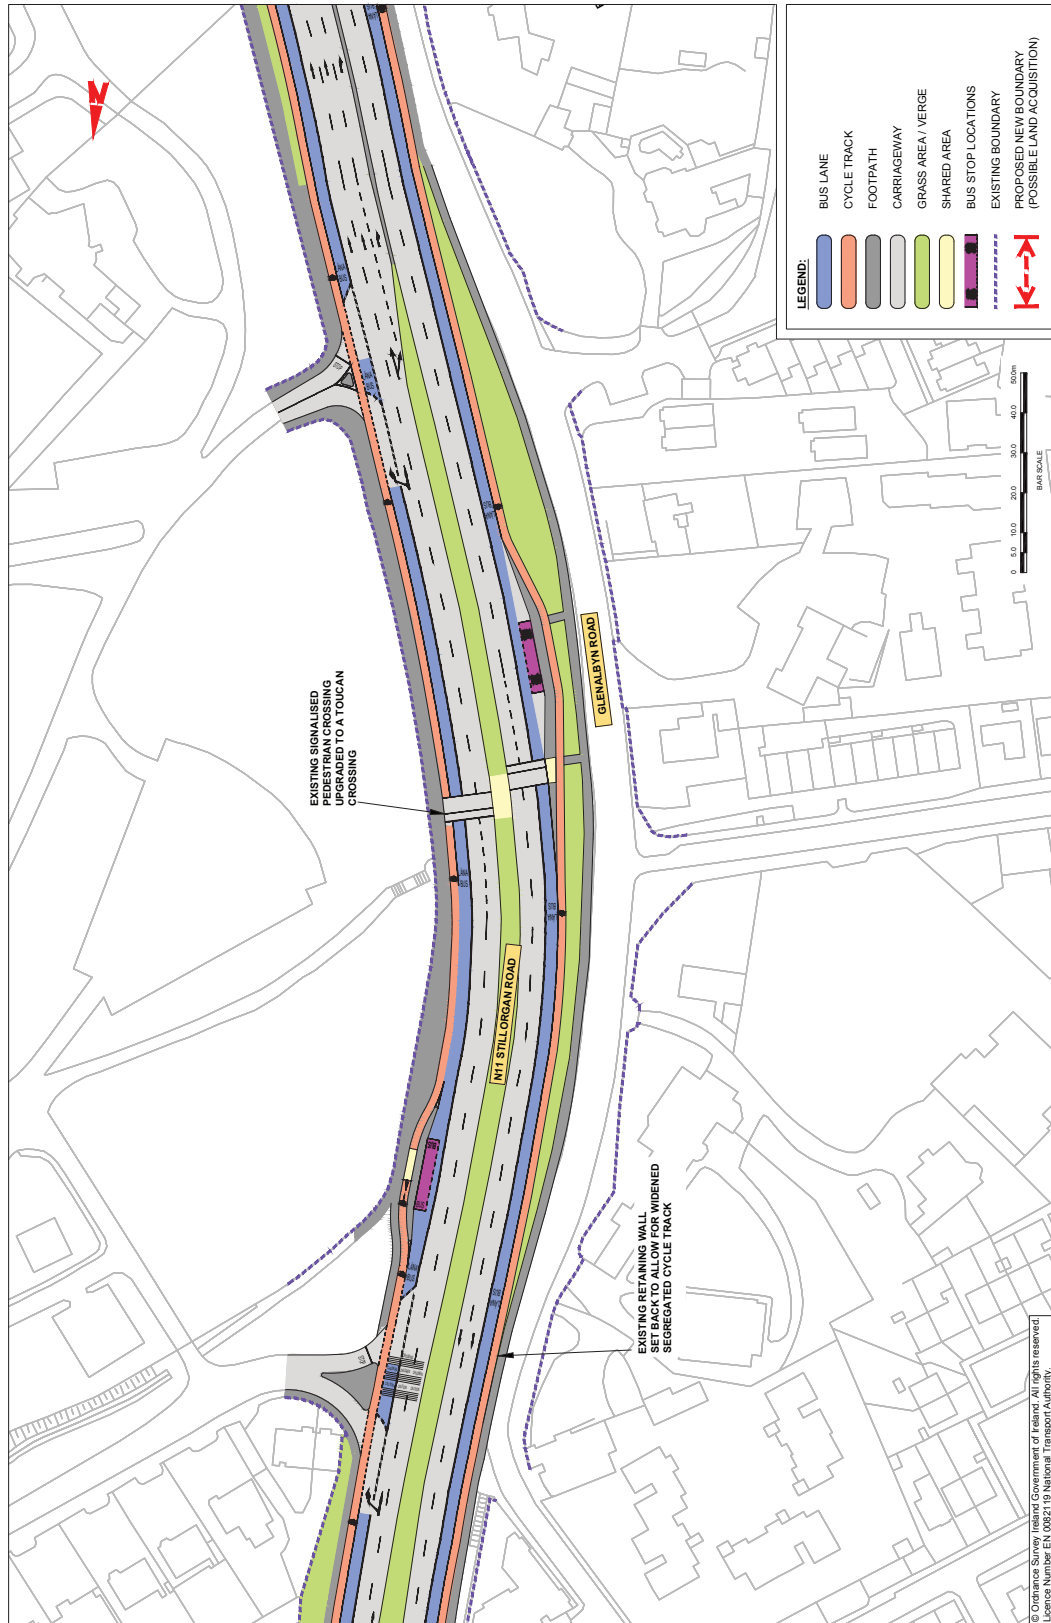 EXISTING SIGNALISED
PEDESTRIAN CROSSING
UPGRADED TO A TOUCAN
CROSSING
N11 STILLORGAN ROAD
GLENALBYN ROAD
EXISTING RETAINING WALL
SET BACK TO ALLOW FOR WIDENED
SEGREGATED CYCLE TRACK
LEGEND:
BUS LANE
CYCLE TRACK
FOOTPATH
CARRIAGEWAY
GRASS AREA / VERGE
SHARED AREA
BUS STOP LOCATIONS
EXISTING BOUNDARY
PROPOSED NEW BOUNDARY
(POSSIBLE LAND ACQUISITION)
0 5.0 10.0 20.0 30.0 40.0 50.0m
BAR SCALE
N
© Ordnance Survey Ireland Government of Ireland. All rights reserved.
Licence Number EN 0082119 National Transport Authority.